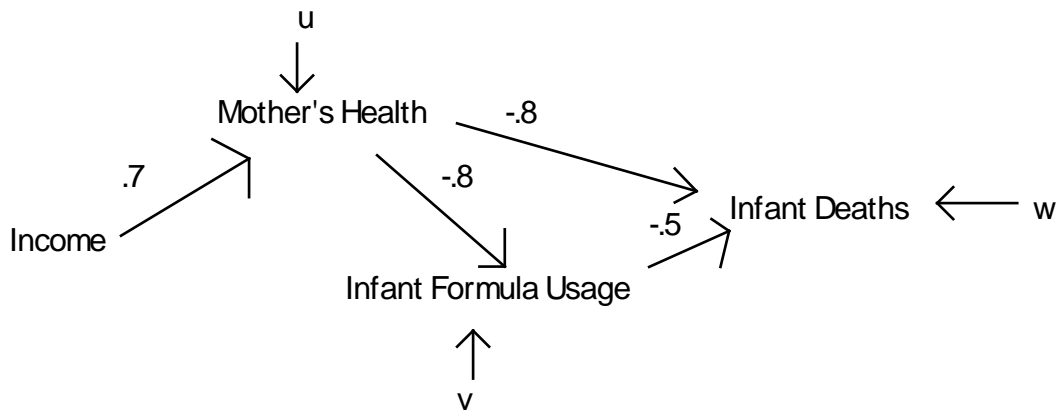 u
Mother's Health
-.8
.7
-.8
Infant Deaths
w
-.5
Income
Infant Formula Usage
v